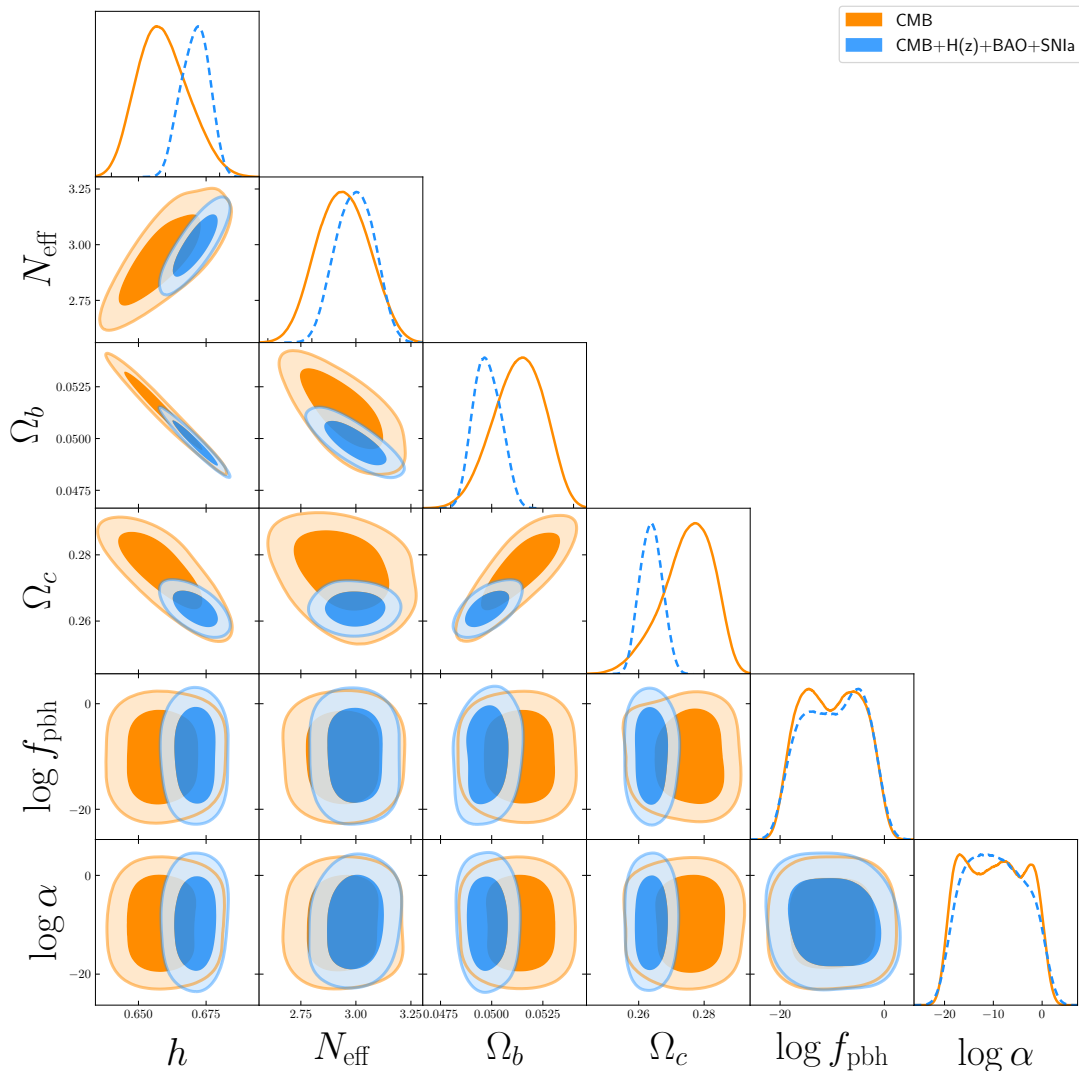 CMB
CMB+H(z)+BAO+SNIa
3.25
3.00
2.75
N_eff
0.0525
0.0500
0.0475
Ω_b
0.28
0.26
Ω_c
0
−20
log f_pbh
0
−20
log α
0.650 0.675 2.75 3.00 3.25 0.0475 0.0500 0.0525 0.26 0.28 −20 0 −20 −10 0
h N_eff Ω_b Ω_c log f_pbh log α